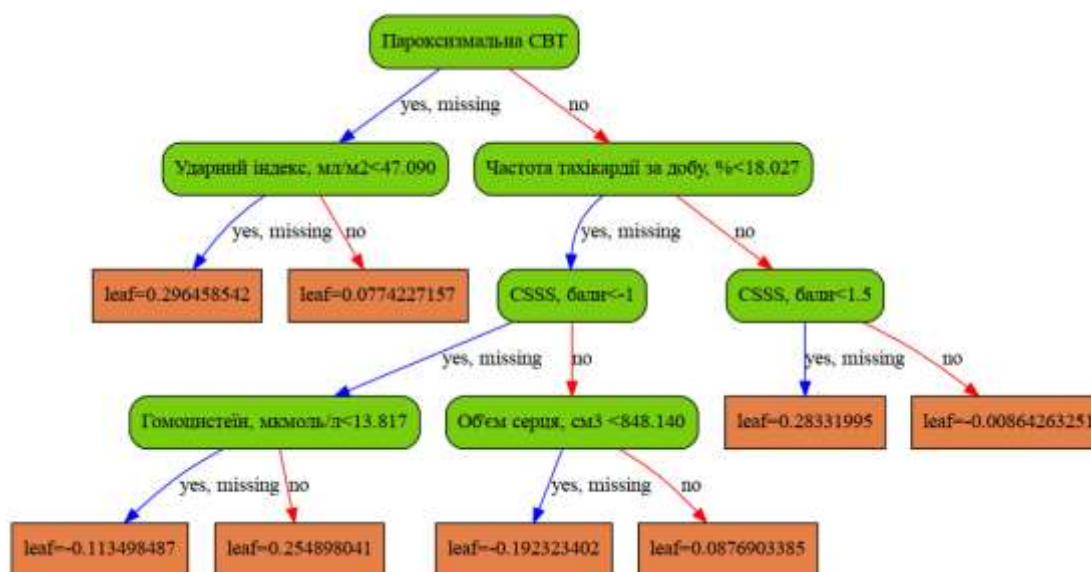 Пароксизмальна СВТ
yes, missing
no
Ударний індекс, мл/м2<47.090
Частота тахікардії за добу, %<18.027
yes, missing
no
yes, missing
no
leaf=0.296458542
leaf=0.0774227157
CSSS, бали<-1
CSSS, бали<1.5
yes, missing
no
yes, missing
no
Гомоцистеїн, мкмоль/л<13.817
Об'єм серця, см3 <848.140
leaf=0.28331995
leaf=-0.00864263251
yes, missing
no
yes, missing
no
leaf=-0.113498487
leaf=0.254898041
leaf=-0.192323402
leaf=0.0876903385